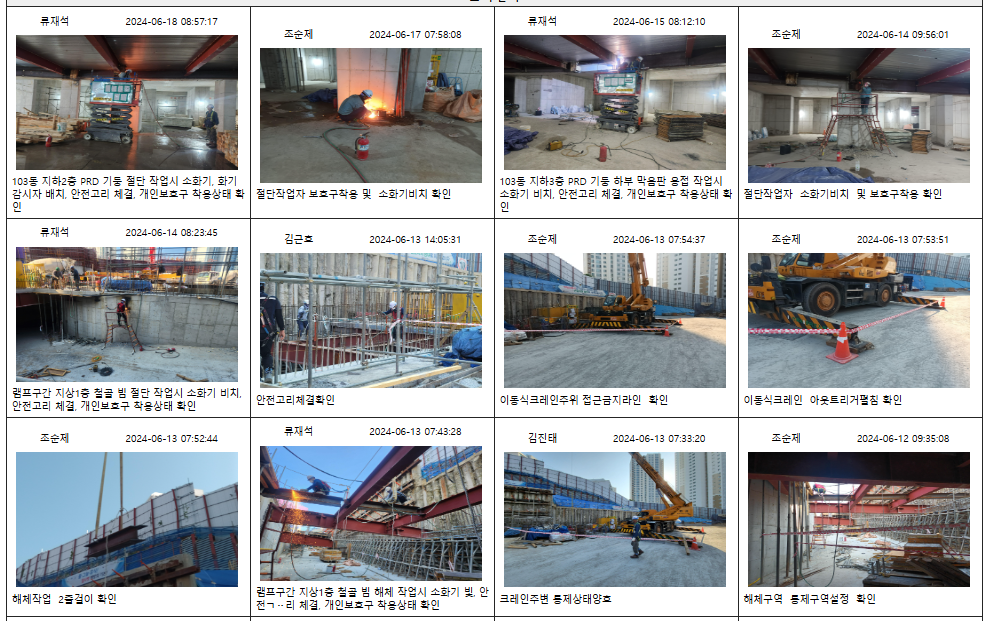 류재석 2024-06-18 08:57:17
103동 지하2층 PRD 기둥 절단 작업시 소화기, 화기
감시자 배치, 안전고리 체결, 개인보호구 착용상태 확
인
조순제 2024-06-17 07:58:08
절단작업자 보호구착용 및 소화기비치 확인
류재석 2024-06-15 08:12:10
103동 지하3층 PRD 기둥 하부 막음판 용접 작업시
소화기 비치, 안전고리 체결, 개인보호구 착용상태 확
인
조순제 2024-06-14 09:56:01
절단작업자 소화기비치 및 보호구착용 확인
류재석 2024-06-14 08:23:45
램프구간 지상1층 철골 빔 절단 작업시 소화기 비치,
안전고리 체결, 개인보호구 착용상태 확인
김근호 2024-06-13 14:05:31
안전고리체결확인
조순제 2024-06-13 07:54:37
이동식크레인주위 접근금지라인 확인
조순제 2024-06-13 07:53:51
이동식크레인 아웃트리거펼침 확인
조순제 2024-06-13 07:52:44
해체작업 2줄걸이 확인
류재석 2024-06-13 07:43:28
램프구간 지상1층 철골 빔 해체 작업시 소화기 빛, 안
전ㄱㆍㆍ리 체결, 개인보호구 착용상태 확인
김진태 2024-06-13 07:33:20
크레인주변 통제상태양호
조순제 2024-06-12 09:35:08
해체구역 통제구역설정 확인